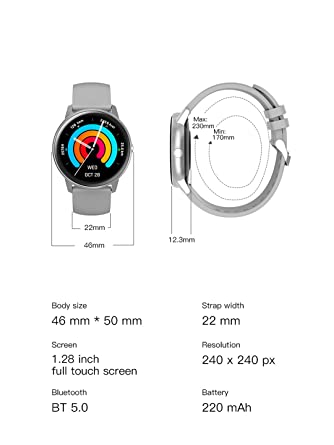 WED
OCT 28
Max:
230mm
Min:
170mm
22mm
46mm
12.3mm
Body size
46 mm * 50 mm
Strap width
22 mm
Screen
1.28 inch
full touch screen
Resolution
240 x 240 px
Bluetooth
BT 5.0
Battery
220 mAh